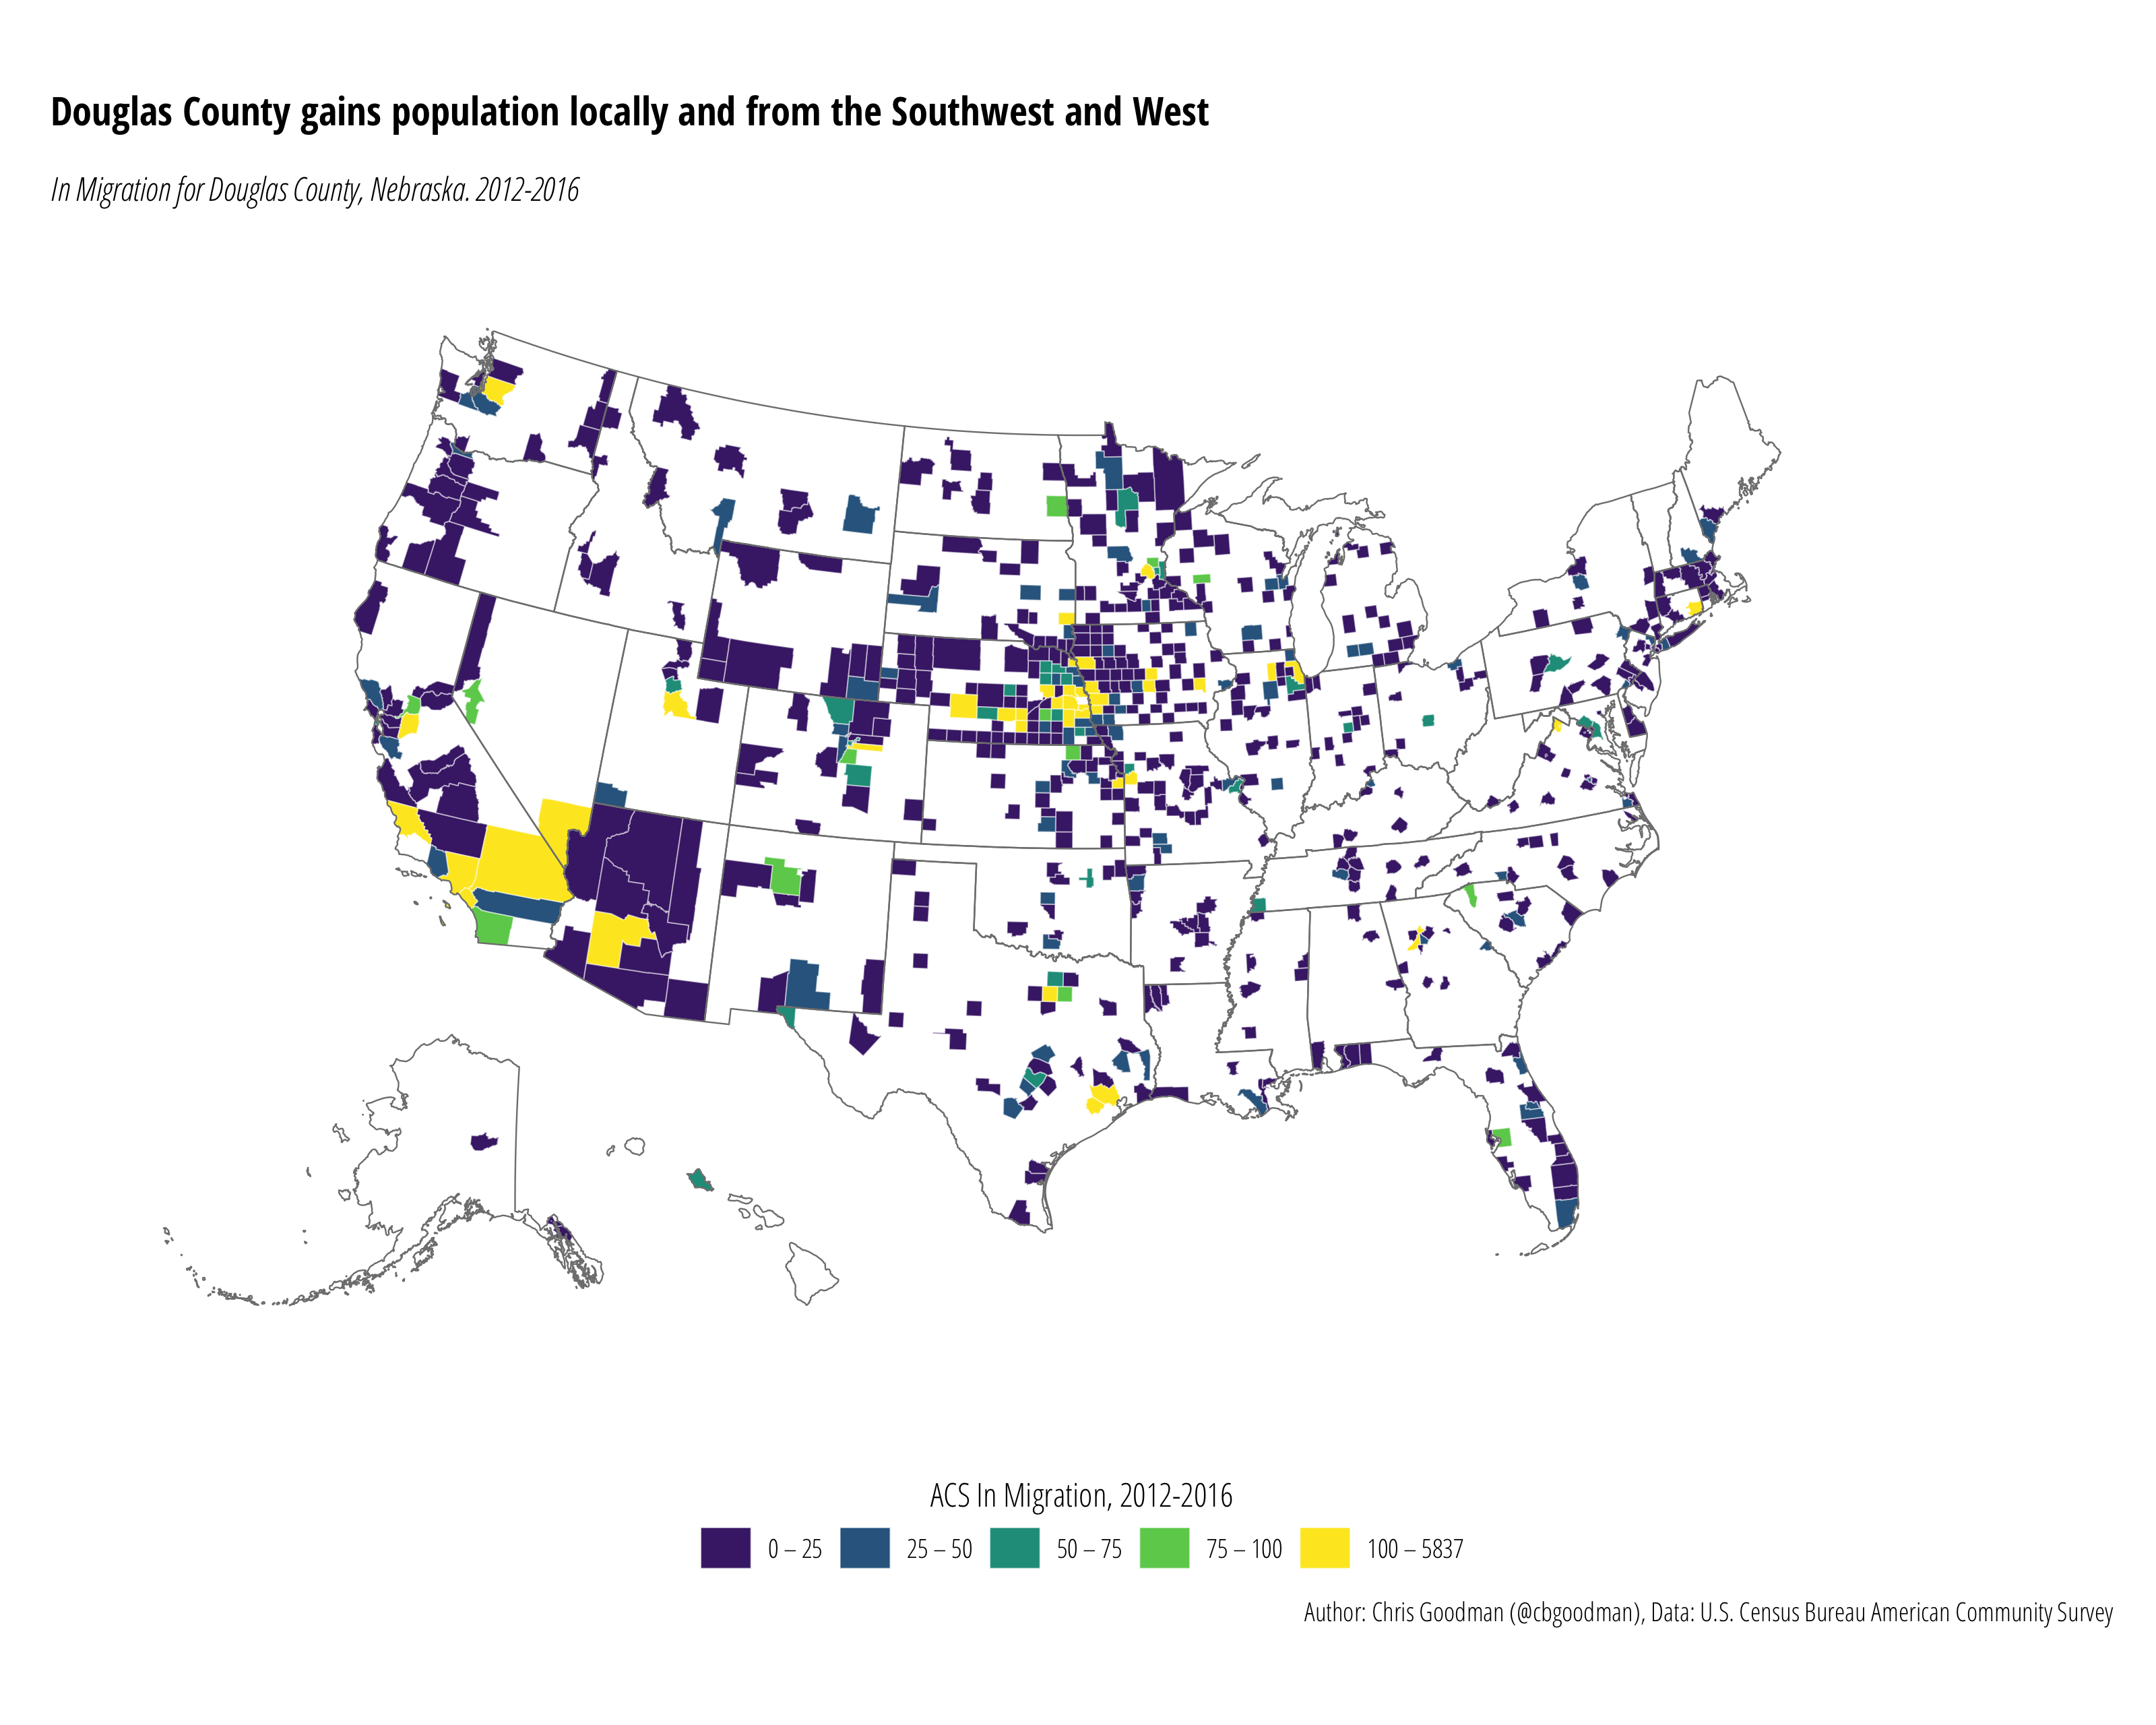 Douglas County gains population locally and from the Southwest and West
In Migration for Douglas County, Nebraska. 2012-2016
ACS In Migration, 2012-2016
0 – 25
25 – 50
50 – 75
75 – 100
100 – 5837
Author: Chris Goodman (@cbgoodman), Data: U.S. Census Bureau American Community Survey